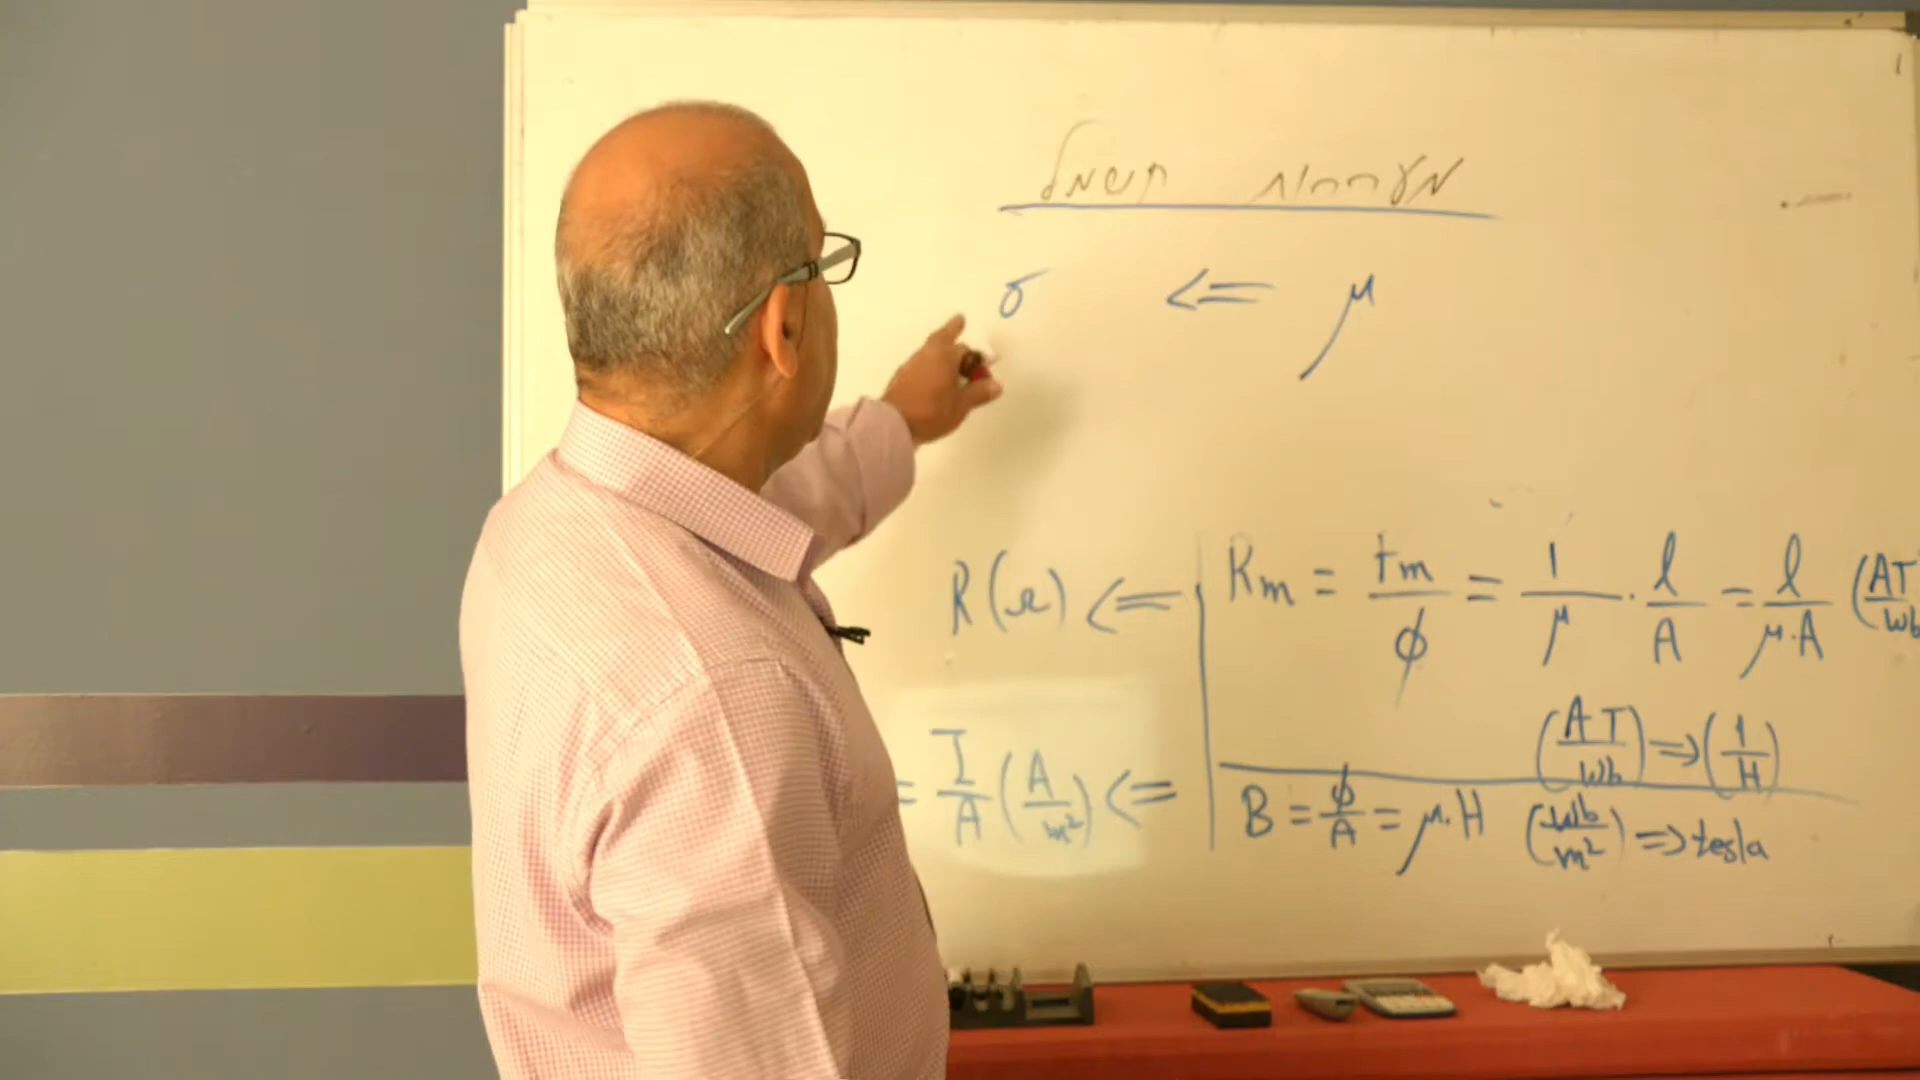 מערכות חשמל
σ <= μ
R (Ω) <= | Rm = fm/ϕ = 1/μ · l/A = l/μ·A (AT/Wb
(AT/Wb) => (1/H)
= I/A (A/m²) <= | B = ϕ/A = μ·H (Wb/m²) => tesla